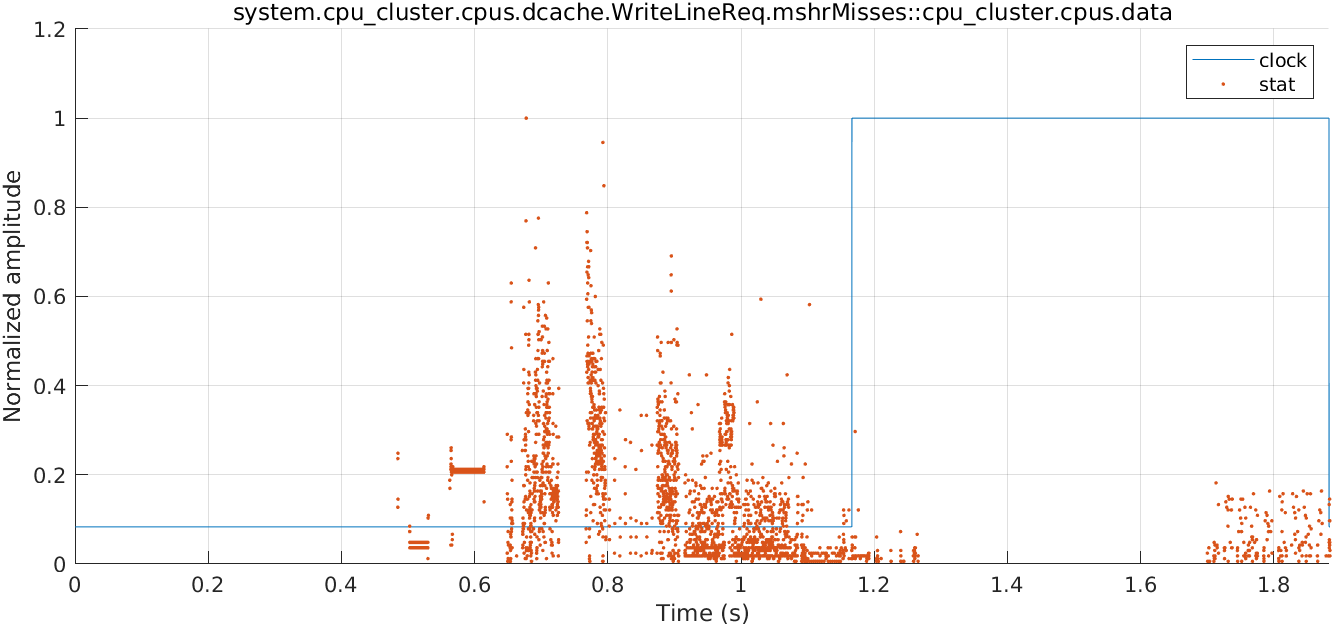 system.cpu_cluster.cpus.dcache.WriteLineReq.mshrMisses::cpu_cluster.cpus.data
clock
stat
Normalized amplitude
1.2
1
0.8
0.6
0.4
0.2
0
0 0.2 0.4 0.6 0.8 1 1.2 1.4 1.6 1.8
Time (s)